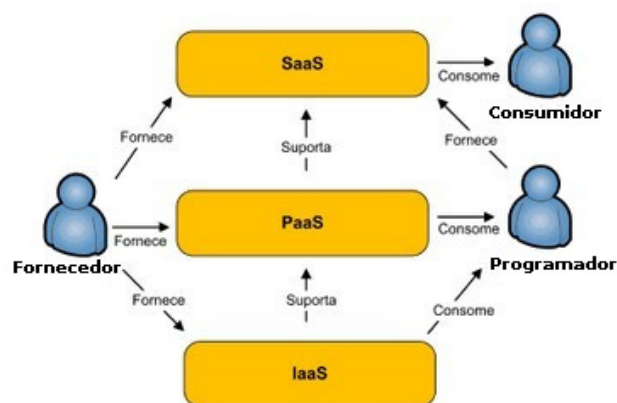 SaaS
Consome
Consumidor
Fornece
Suporta
Fornece
Fornecedor
Fornece
PaaS
Consome
Programador
Fornece
Suporta
Consome
IaaS